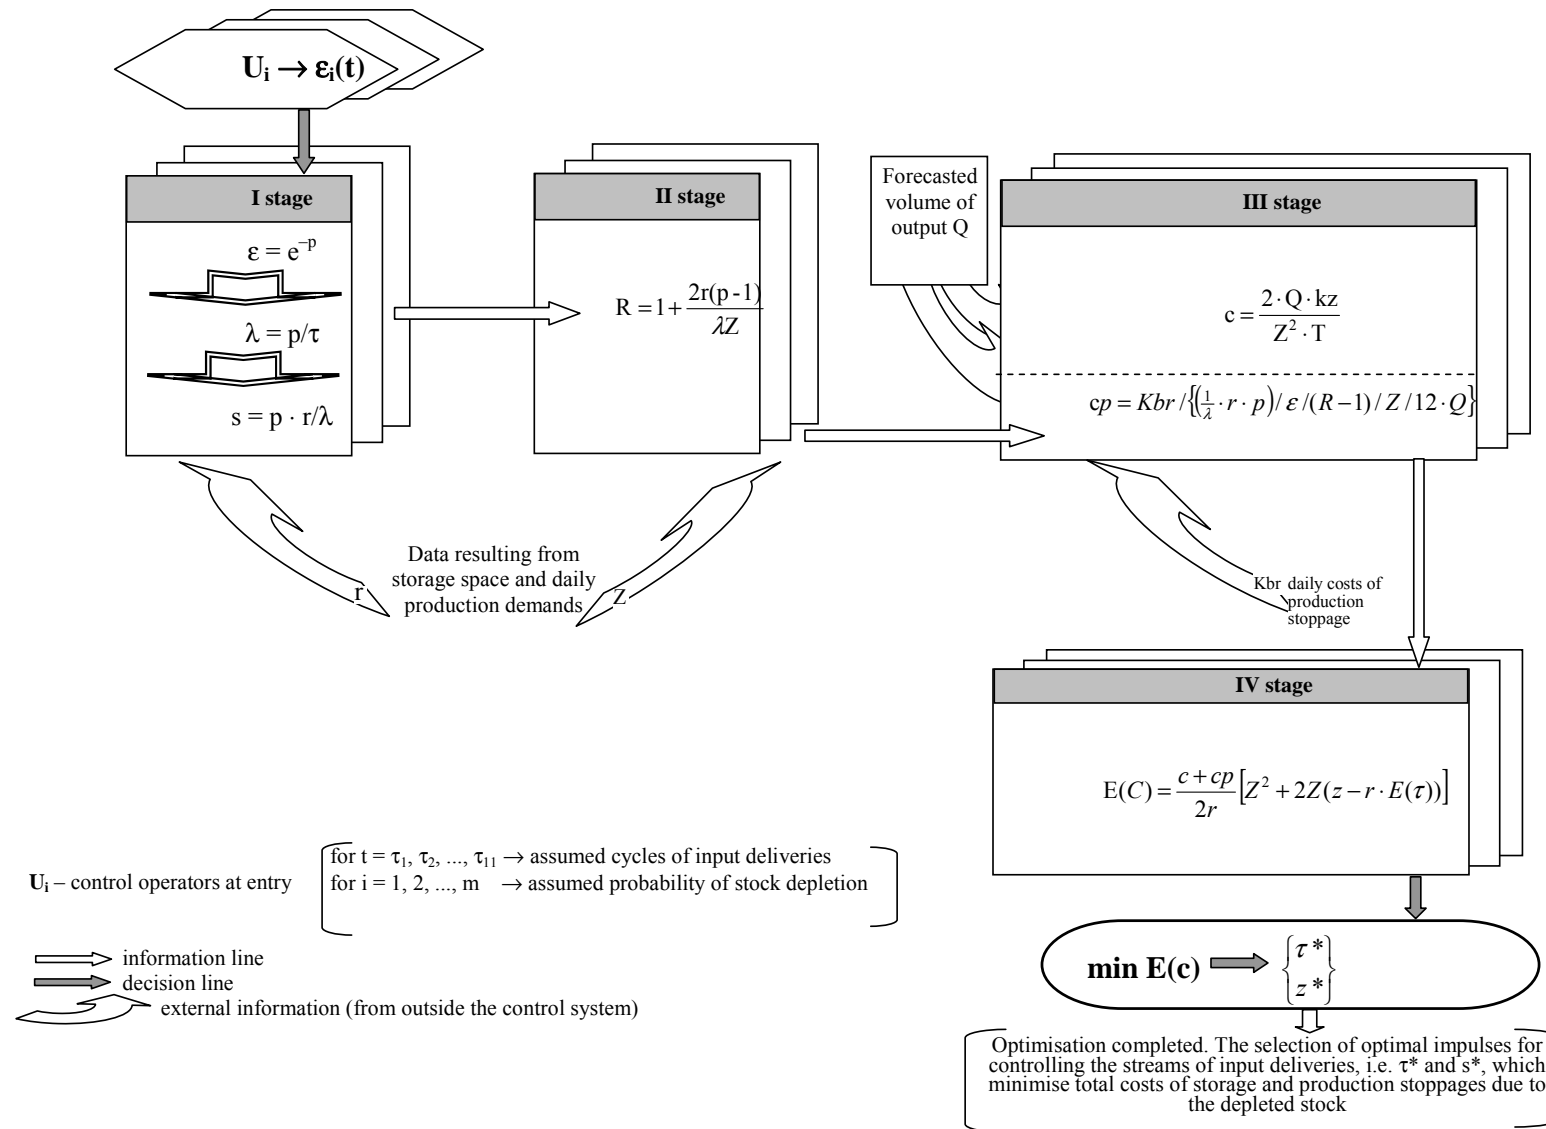 U_i → ε_i(t)
I stage
ε = e^–p
λ = p/τ
s = p · r/λ
II stage
R = 1 + 2r(p - 1) / λZ
Forecasted
volume of
output Q
III stage
c = 2 · Q · kz / Z² · T
cp = Kbr / {(1/λ · r · p) / ε / (R − 1) / Z / 12 · Q}
Data resulting from
storage space and daily
production demands
r
Z
Kbr daily costs of
production
stoppage
IV stage
E(C) = c + cp / 2r [Z² + 2Z(z − r · E(τ))]
U_i – control operators at entry
for t = τ₁, τ₂, ..., τ₁₁ → assumed cycles of input deliveries
for i = 1, 2, ..., m → assumed probability of stock depletion
information line
decision line
external information (from outside the control system)
min E(c)
{τ *
z *}
Optimisation completed. The selection of optimal impulses for
controlling the streams of input deliveries, i.e. τ* and s*, which
minimise total costs of storage and production stoppages due to
the depleted stock